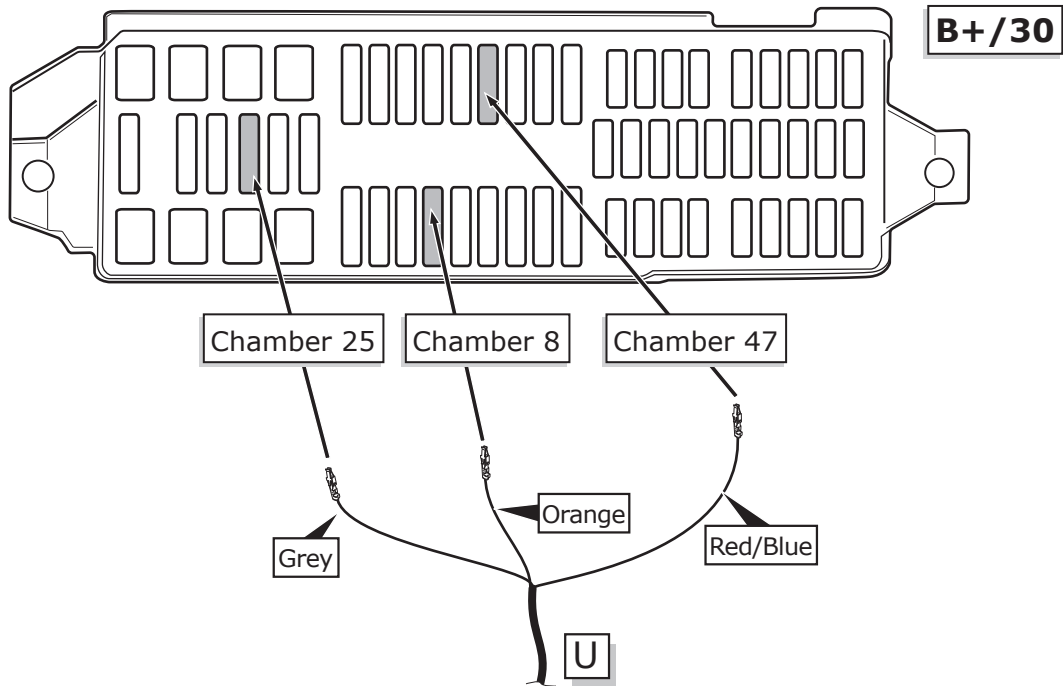 B+/30
Chamber 25
Chamber 8
Chamber 47
Orange
Grey
Red/Blue
U